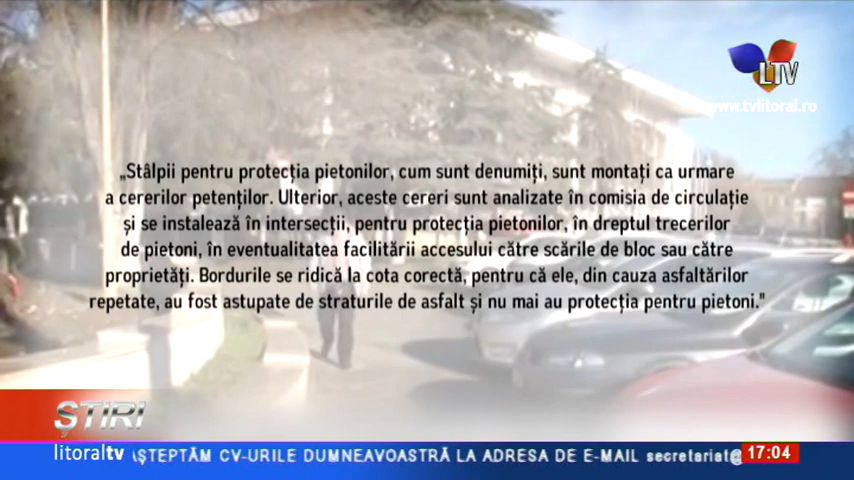 LTV
www.tvlitoral.ro
„Stâlpii pentru protecția pietonilor, cum sunt denumiți, sunt montați ca urmare
a cererilor petenților. Ulterior, aceste cereri sunt analizate în comisia de circulație
și se instalează în intersecții, pentru protecția pietonilor, în dreptul trecerilor
de pietoni, în eventualitatea facilitării accesului către scările de bloc sau către
proprietăți. Bordurile se ridică la cota corectă, pentru că ele, din cauza asfaltărilor
repetate, au fost astupate de straturile de asfalt și nu mai au protecția pentru pietoni."
ȘTIRI
litoraltv AȘTEPTĂM CV-URILE DUMNEAVOASTRĂ LA ADRESA DE E-MAIL secretariat@ 17:04